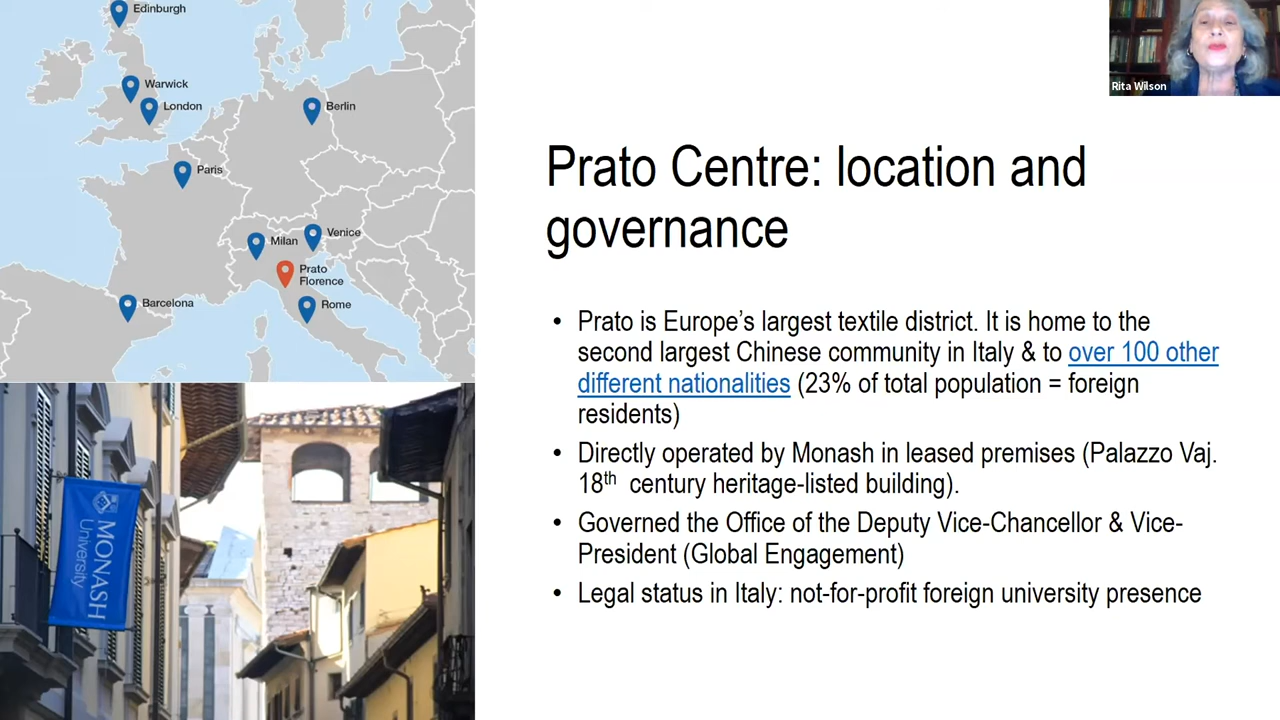 Edinburgh
Warwick
London
Berlin
Paris
Venice
Milan
Prato
Florence
Barcelona
Rome
MONASH
University
Rita Wilson
Prato Centre: location and
governance
• Prato is Europe’s largest textile district. It is home to the
second largest Chinese community in Italy & to over 100 other
different nationalities (23% of total population = foreign
residents)
• Directly operated by Monash in leased premises (Palazzo Vaj.
18th century heritage-listed building).
• Governed the Office of the Deputy Vice-Chancellor & Vice-
President (Global Engagement)
• Legal status in Italy: not-for-profit foreign university presence